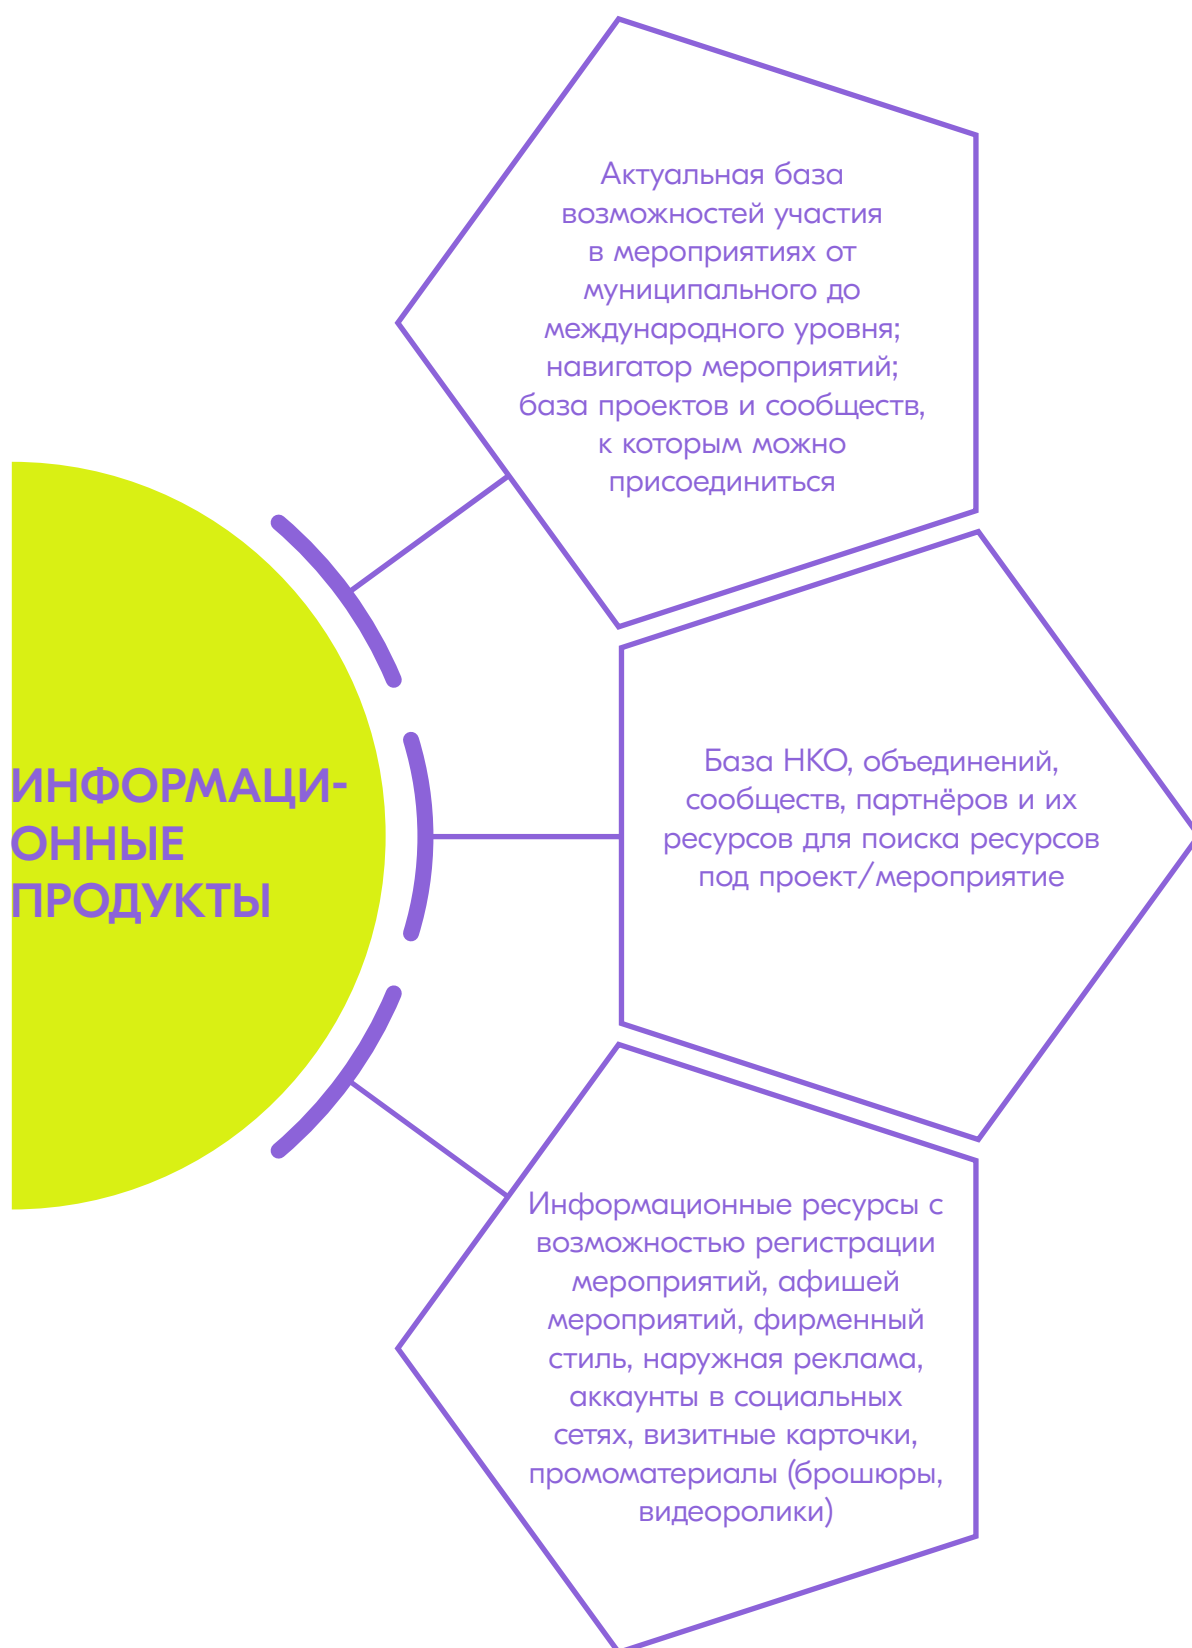 Актуальная база
возможностей участия
в мероприятиях от
муниципального до
международного уровня;
навигатор мероприятий;
база проектов и сообществ,
к которым можно
присоединиться
ИНФОРМАЦИ-
ОННЫЕ
ПРОДУКТЫ
База НКО, объединений,
сообществ, партнёров и их
ресурсов для поиска ресурсов
под проект/мероприятие
Информационные ресурсы с
возможностью регистрации
мероприятий, афишей
мероприятий, фирменный
стиль, наружная реклама,
аккаунты в социальных
сетях, визитные карточки,
промоматериалы (брошюры,
видеоролики)